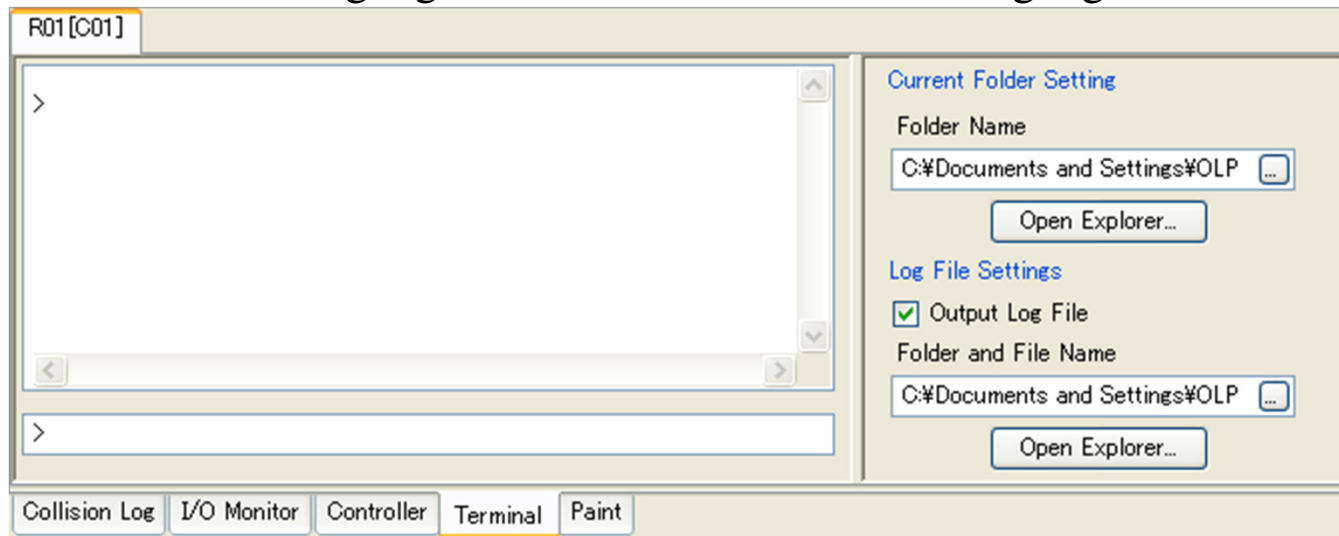 R01[C01]
>
>
Current Folder Setting
Folder Name
C:¥Documents and Settings¥OLP ...
Open Explorer...
Log File Settings
Output Log File
Folder and File Name
C:¥Documents and Settings¥OLP ...
Open Explorer...
Collision Log I/O Monitor Controller Terminal Paint